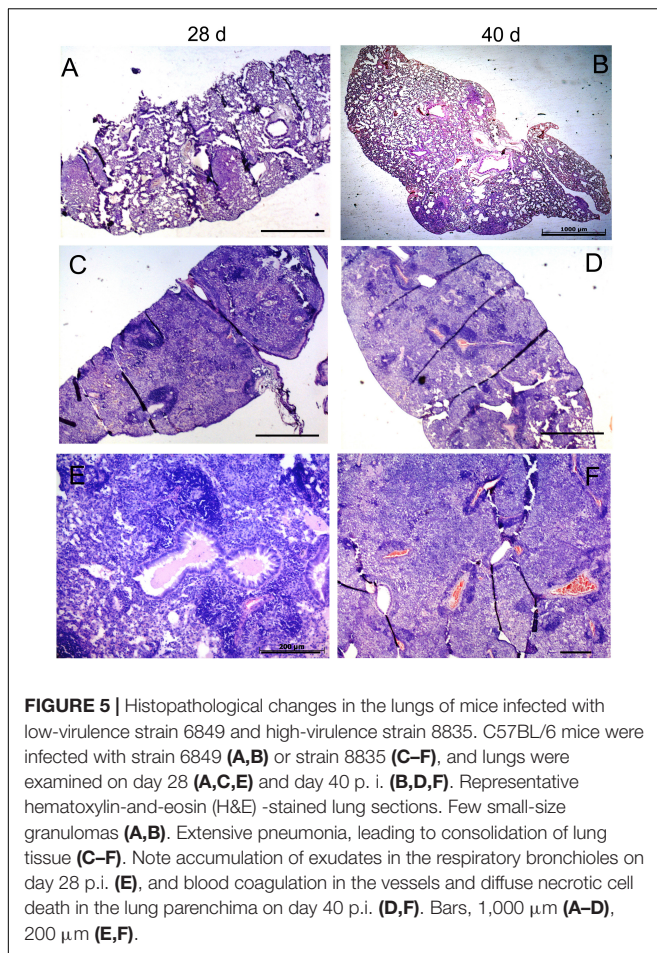 28 d
40 d
A
B
1000 µm
C
D
E
200 µm
F
FIGURE 5 | Histopathological changes in the lungs of mice infected with
low-virulence strain 6849 and high-virulence strain 8835. C57BL/6 mice were
infected with strain 6849 (A,B) or strain 8835 (C–F), and lungs were
examined on day 28 (A,C,E) and day 40 p. i. (B,D,F). Representative
hematoxylin-and-eosin (H&E) -stained lung sections. Few small-size
granulomas (A,B). Extensive pneumonia, leading to consolidation of lung
tissue (C–F). Note accumulation of exudates in the respiratory bronchioles on
day 28 p.i. (E), and blood coagulation in the vessels and diffuse necrotic cell
death in the lung parenchima on day 40 p.i. (D,F). Bars, 1,000 µm (A–D),
200 µm (E,F).